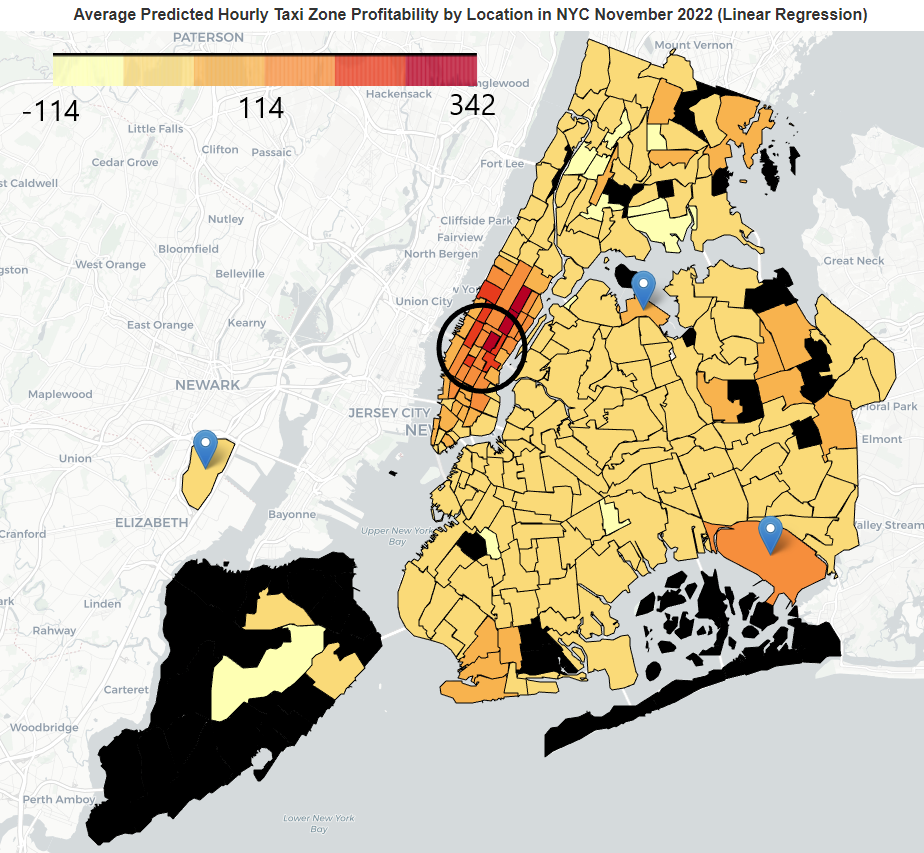 Average Predicted Hourly Taxi Zone Profitability by Location in NYC November 2022 (Linear Regression)
PATERSON
Mount Vernon
nglewood
Hackensack
-114
114
342
Little Falls
Clifton
Passaic
Cedar Grove
Fort Lee
st Caldwell
Nutley
Cliffside Park
Fairview
Bloomfield
North Bergen
West Orange
Great Neck
ngston
Belleville
w Yo
Union City
East Orange
Kearny
NEWARK
Maplewood
JERSEY CITY
NE
Floral Park
Elmont
Union
Bayonne
ELIZABETH
Valley Stream
Cranford
Upper New York
Bay
Linden
ark
Rahway
Carteret
Woodbridge
Perth Amboy
Lower New York
Bay